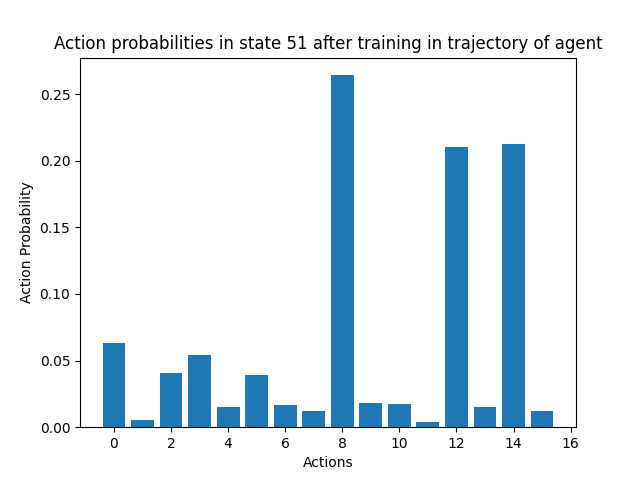 Action probabilities in state 51 after training in trajectory of agent
0.25
0.20
0.15
0.10
0.05
0.00
Action Probability
0 2 4 6 8 10 12 14 16
Actions